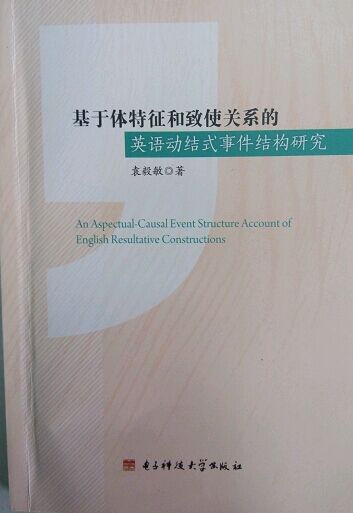 基于体特征和致使关系的
英语动结式事件结构研究
袁毅敏◎著
An Aspectual-Causal Event Structure Account of
English Resultative Constructions
电子科技大学出版社